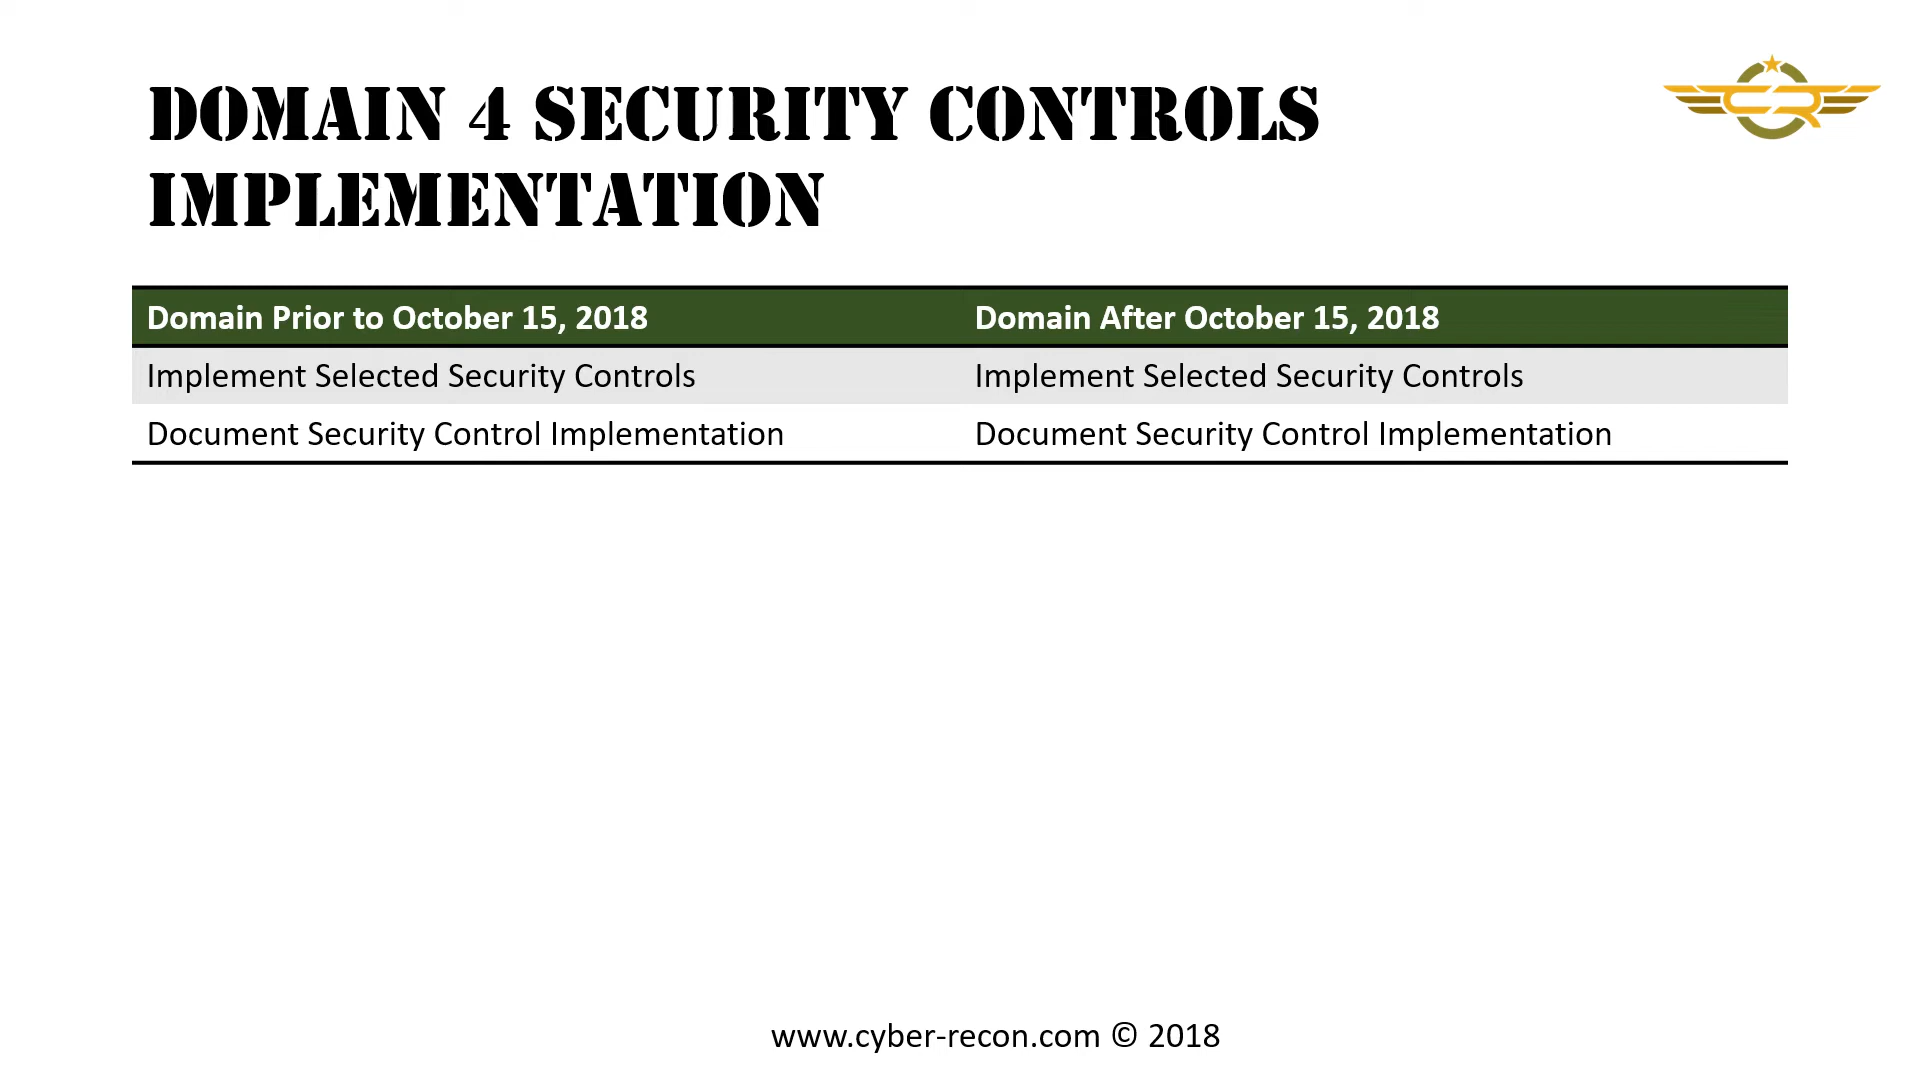 DOMAIN 4 SECURITY CONTROLS
IMPLEMENTATION
CR
Domain Prior to October 15, 2018 Domain After October 15, 2018
Implement Selected Security Controls Implement Selected Security Controls
Document Security Control Implementation Document Security Control Implementation
www.cyber-recon.com © 2018